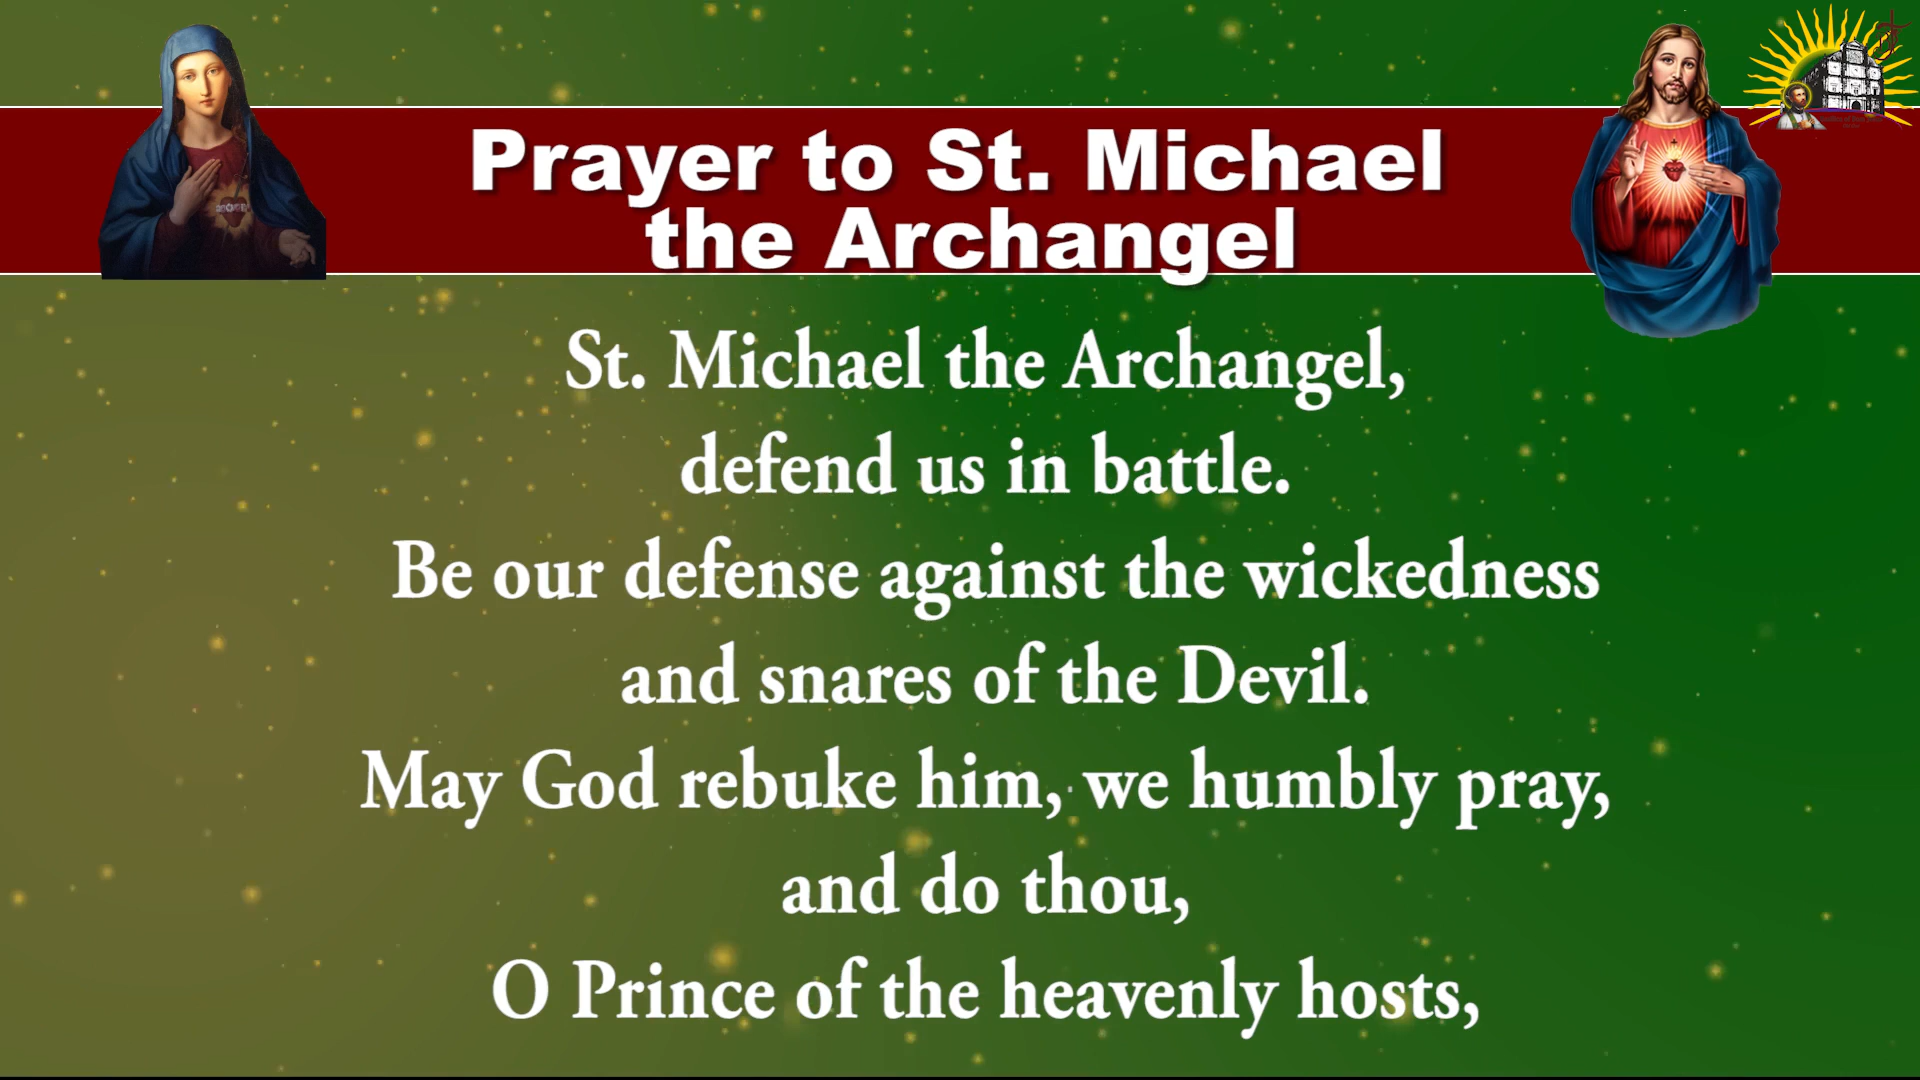 Prayer to St. Michael
the Archangel
St. Michael the Archangel,
defend us in battle.
Be our defense against the wickedness
and snares of the Devil.
May God rebuke him, we humbly pray,
and do thou,
O Prince of the heavenly hosts,